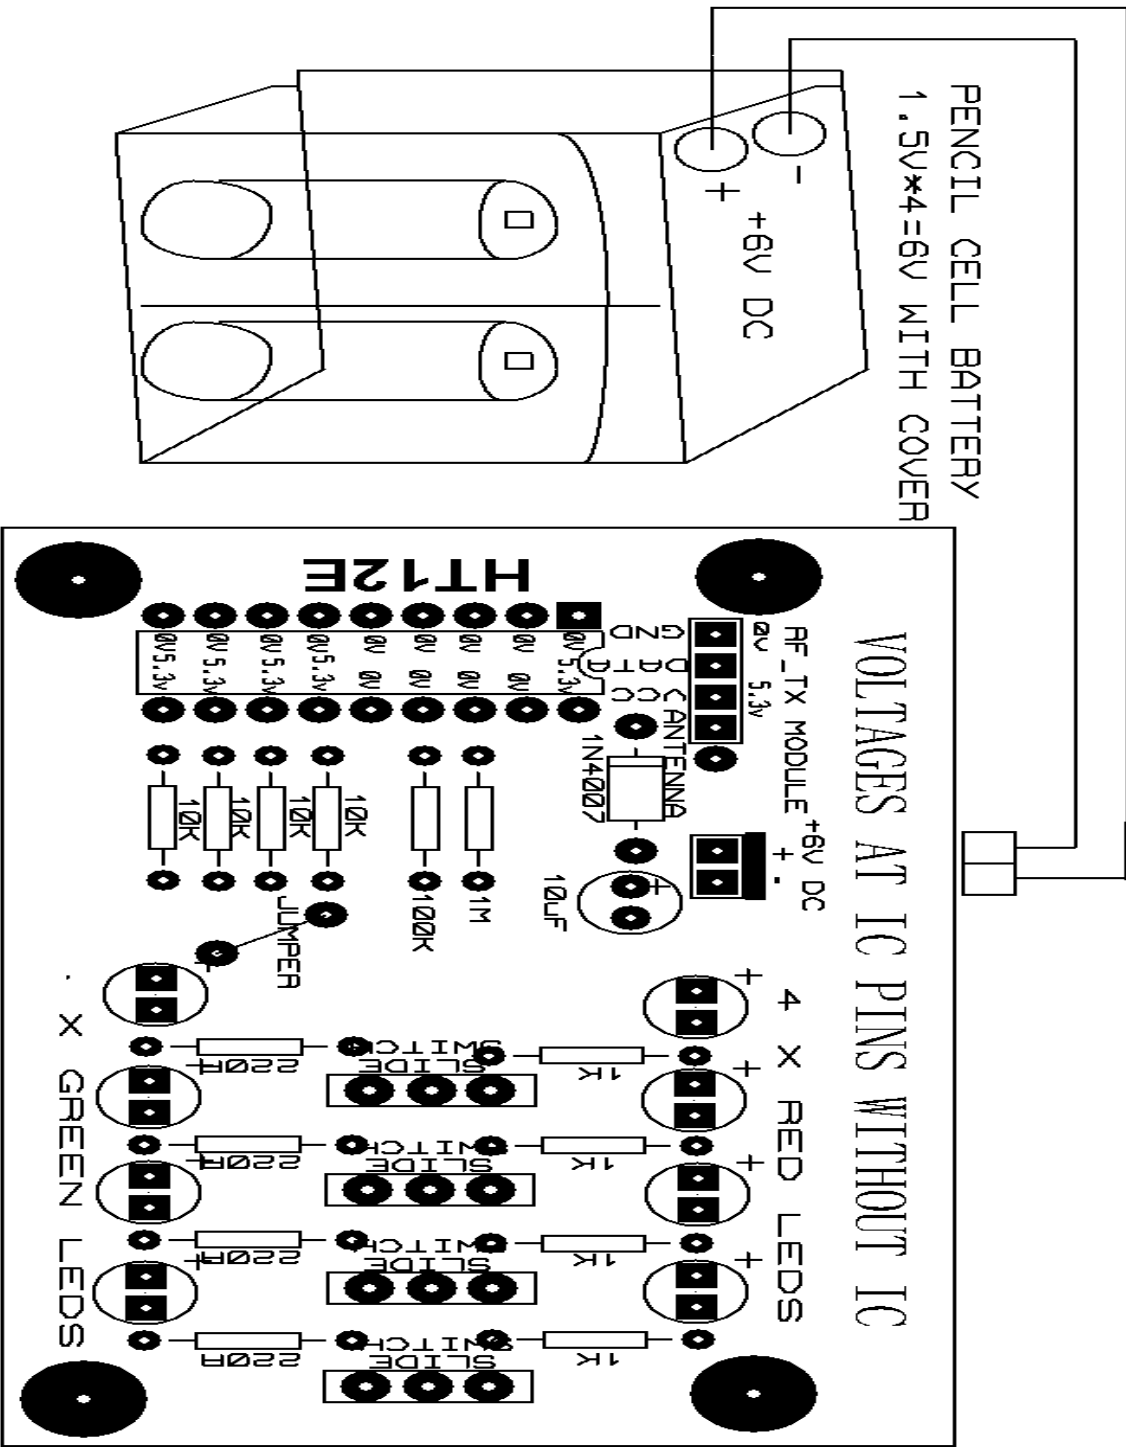 PENCIL CELL BATTERY
1.5V*4=6V WITH COVER
- +
+6V DC
VOLTAGES AT IC PINS WITHOUT IC
HT12E
RF_TX MODULE
0V 5.3V
GND
DATA
VCC
ANTENNA
0V 0V 0V 0V 0V 0V 0V 0V 0V
5.3V 5.3V 5.3V 5.3V 0V 0V 0V 0V 5.3V
1N4007
+6V DC
+ -
10K
10K
10K
10K
100K
1M
10uF
+
JUMPER
4 X RED LEDS
. X GREEN LEDS
+ + + +
+ + + +
220R
SLIDE SWITCH
1K
220R
SLIDE SWITCH
1K
220R
SLIDE SWITCH
1K
220R
SLIDE SWITCH
1K